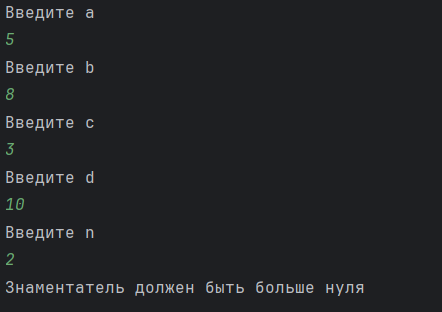 Введите a
5
Введите b
8
Введите c
3
Введите d
10
Введите n
2
Знаментатель должен быть больше нуля